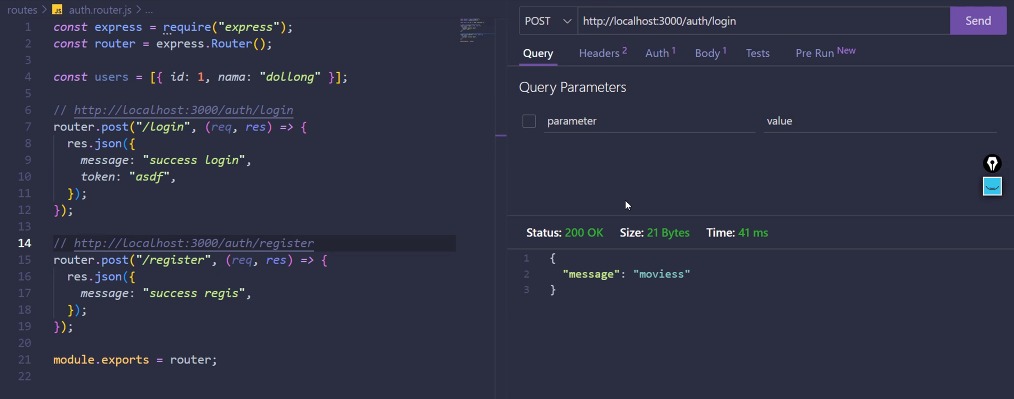 routes > JS auth.router.js > ...
1 const express = require("express");
2 const router = express.Router();
3
4 const users = [{ id: 1, nama: "dollong" }];
5
6 // http://localhost:3000/auth/login
7 router.post("/login", (req, res) => {
8 res.json({
9 message: "success login",
10 token: "asdf",
11 });
12 });
13
14 // http://localhost:3000/auth/register
15 router.post("/register", (req, res) => {
16 res.json({
17 message: "success regis",
18 });
19 });
20
21 module.exports = router;
22
POST http://localhost:3000/auth/login Send
Query Headers 2 Auth 1 Body 1 Tests Pre Run New
Query Parameters
parameter value
Status: 200 OK Size: 21 Bytes Time: 41 ms
1 {
2 "message": "moviess"
3 }